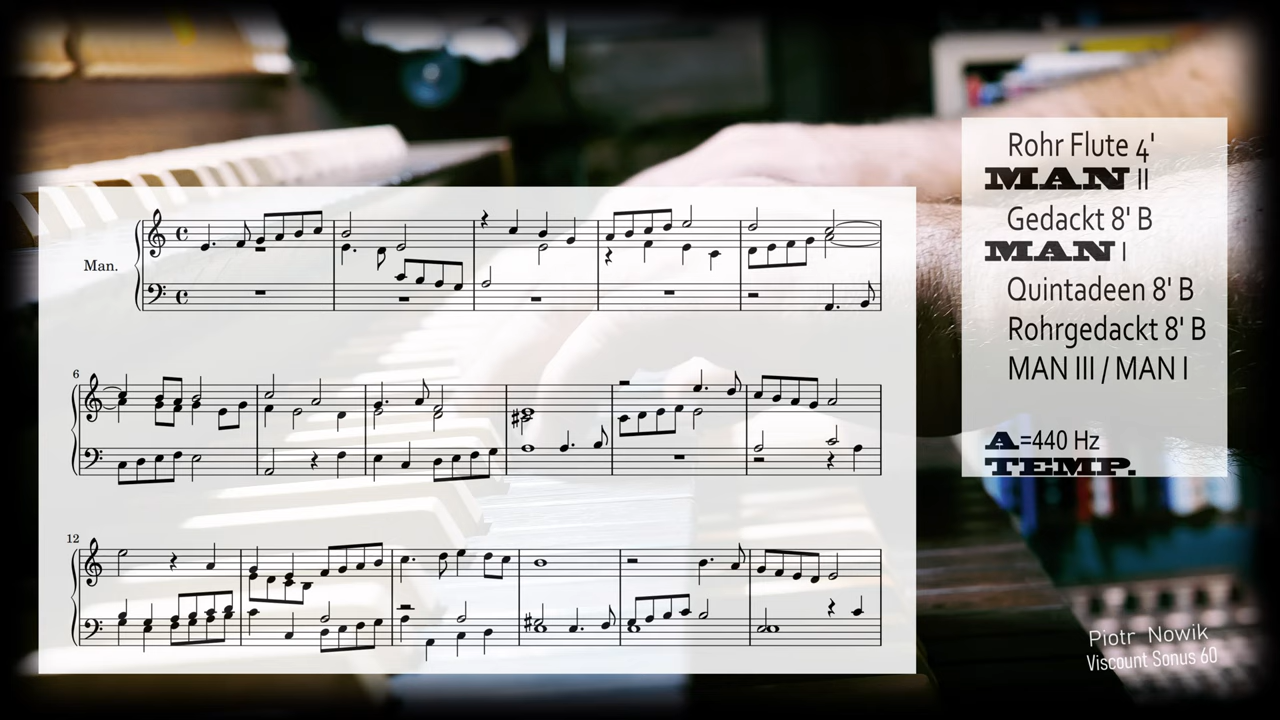 Man.
6
12
Rohr Flute 4'
MAN II
Gedackt 8' B
MAN I
Quintadeen 8' B
Rohrgedackt 8' B
MAN III / MAN I
A=440 Hz
TEMP.
Piotr Nowik
Viscount Sonus 60